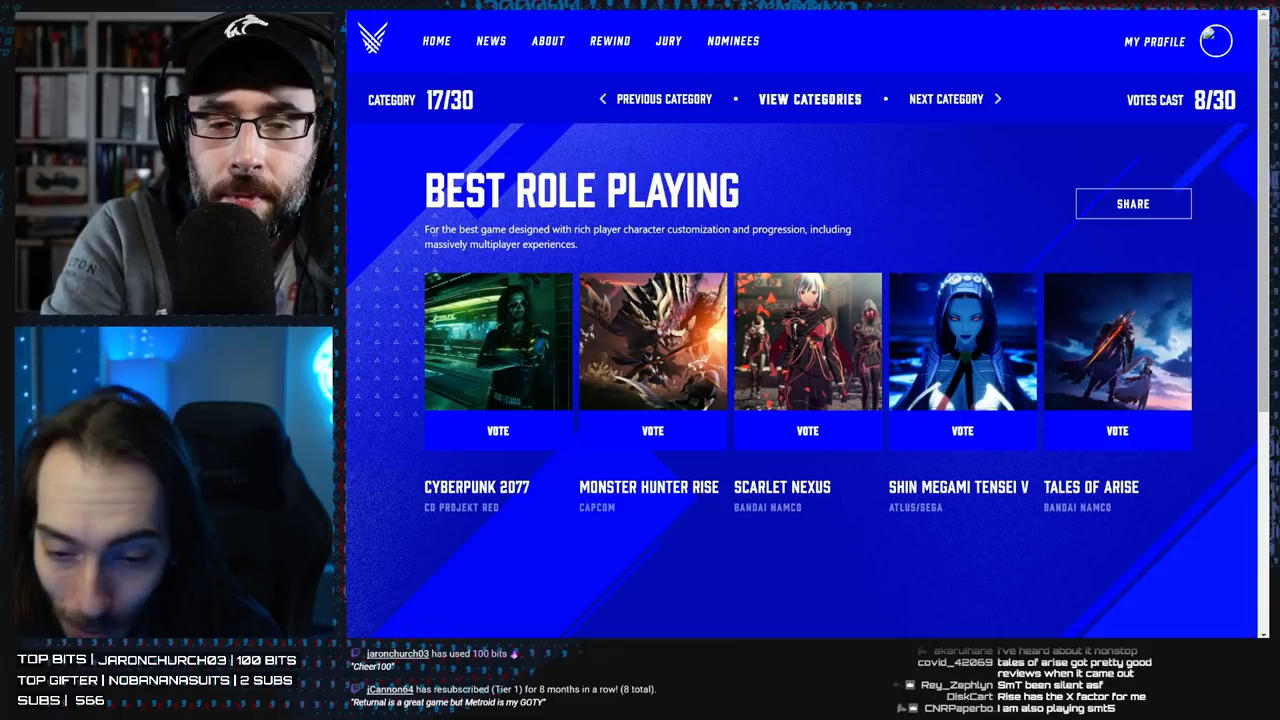 HOME NEWS ABOUT REWIND JURY NOMINEES MY PROFILE
CATEGORY 17/30 PREVIOUS CATEGORY • VIEW CATEGORIES • NEXT CATEGORY VOTES CAST 8/30
BEST ROLE PLAYING
SHARE
For the best game designed with rich player character customization and progression, including
massively multiplayer experiences.
VOTE VOTE VOTE VOTE VOTE
CYBERPUNK 2077 MONSTER HUNTER RISE SCARLET NEXUS SHIN MEGAMI TENSEI V TALES OF ARISE
CD PROJEKT RED CAPCOM BANDAI NAMCO ATLUS/SEGA BANDAI NAMCO
TOP BITS | JARONCHURCH03 | 100 BITS
TOP GIFTER | NOBANANASUITS | 2 SUBS
SUBS | 566
jaronchurch03 has used 100 bits
"Cheer100"
jCannon64 has resubscribed (Tier 1) for 8 months in a row! (8 total).
"Returnal is a great game but Metroid is my GOTY"
i've heard about it nonstop
covid_42069 tales of arise got pretty good
reviews when it came out
Rey_Zephlyn SmT been silent asf
DiskCart Rise has the X factor for me
CNRPaperbo I am also playing smt5